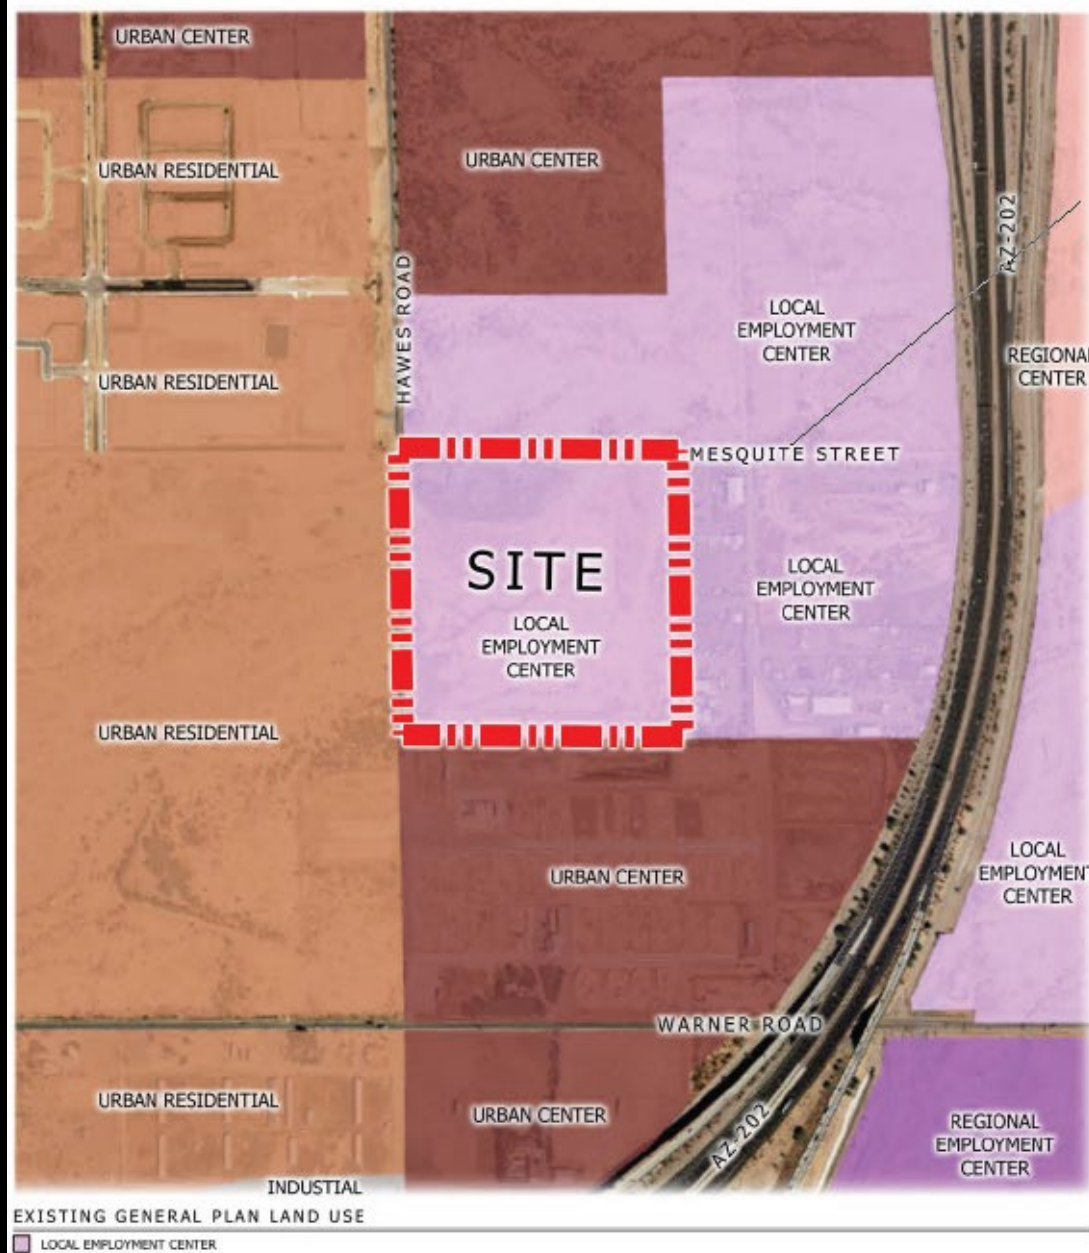 URBAN CENTER
URBAN RESIDENTIAL
URBAN CENTER
AZ-202
HAWES ROAD
LOCAL
EMPLOYMENT
CENTER
REGIONAL
CENTER
URBAN RESIDENTIAL
MESQUITE STREET
SITE
LOCAL
EMPLOYMENT
CENTER
LOCAL
EMPLOYMENT
CENTER
URBAN RESIDENTIAL
URBAN CENTER
LOCAL
EMPLOYMENT
CENTER
WARNER ROAD
URBAN RESIDENTIAL
URBAN CENTER
AZ-202
REGIONAL
EMPLOYMENT
CENTER
INDUSTIAL
EXISTING GENERAL PLAN LAND USE
LOCAL EMPLOYMENT CENTER